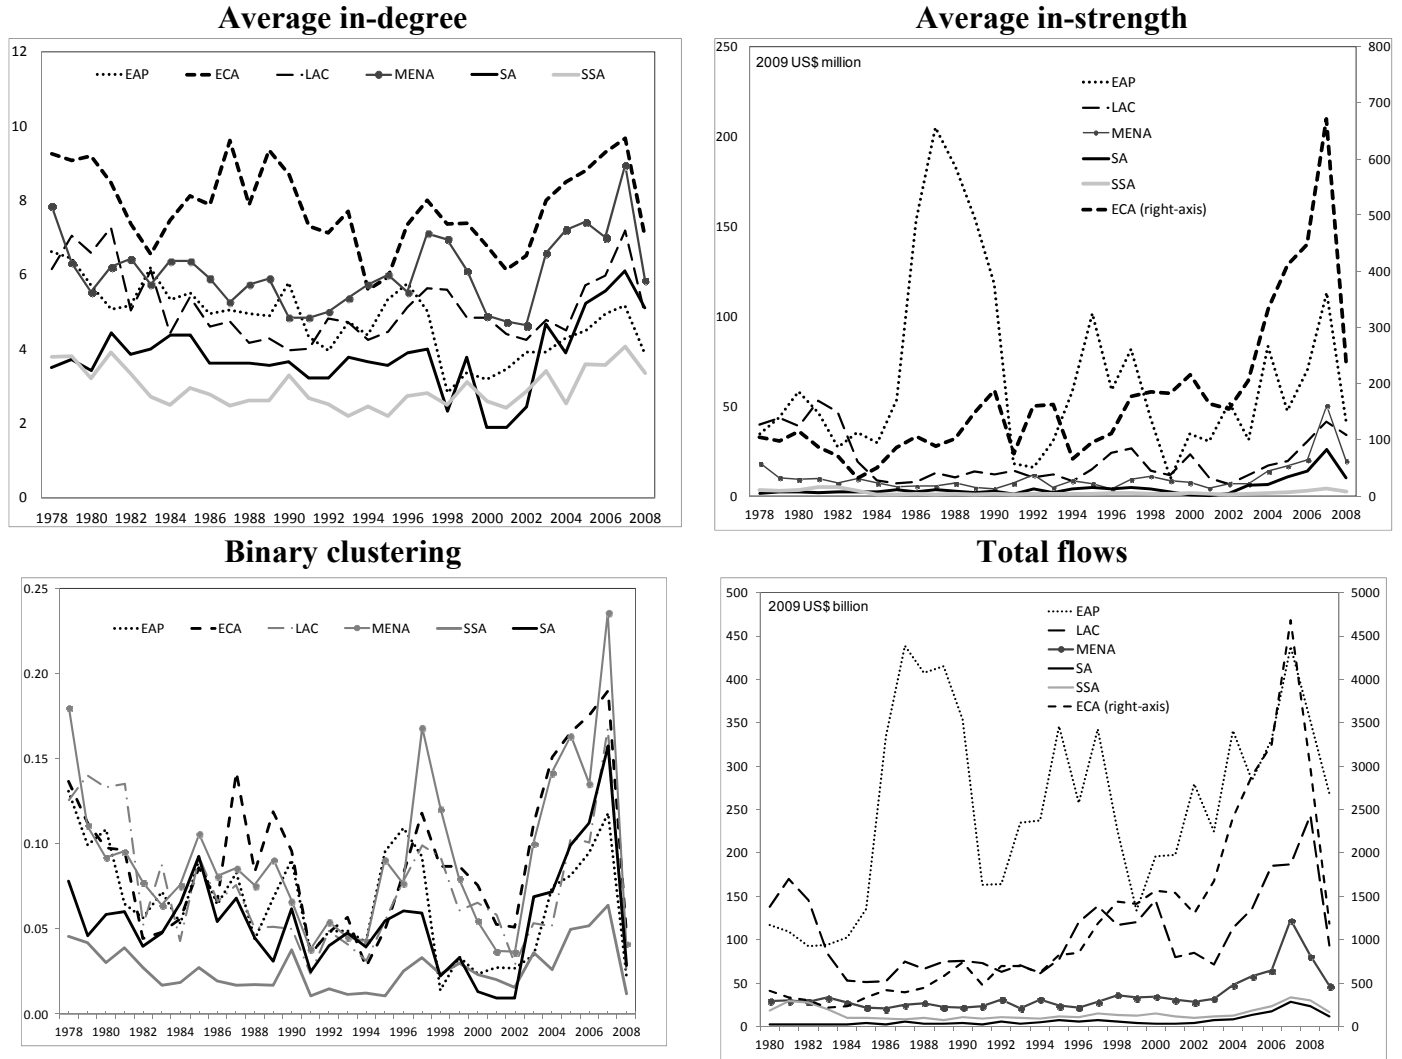 Average in-degree
12
EAP ECA LAC MENA SA SSA
10
8
6
4
2
0
1978 1980 1982 1984 1986 1988 1990 1992 1994 1996 1998 2000 2002 2004 2006 2008
Average in-strength
250 800
2009 US$ million
EAP
700
LAC
200 MENA
600
SA
SSA
ECA (right-axis)
500
150
400
100
300
200
50
100
0 0
1978 1980 1982 1984 1986 1988 1990 1992 1994 1996 1998 2000 2002 2004 2006 2008
Binary clustering
0.25
EAP ECA LAC MENA SSA SA
0.20
0.15
0.10
0.05
0.00
1978 1980 1982 1984 1986 1988 1990 1992 1994 1996 1998 2000 2002 2004 2006 2008
Total flows
500 5000
2009 US$ billion
EAP
LAC
450 4500
MENA
SA
400 4000
SSA
ECA (right-axis)
350 3500
300 3000
250 2500
200 2000
150 1500
100 1000
50 500
0 0
1980 1982 1984 1986 1988 1990 1992 1994 1996 1998 2000 2002 2004 2006 2008